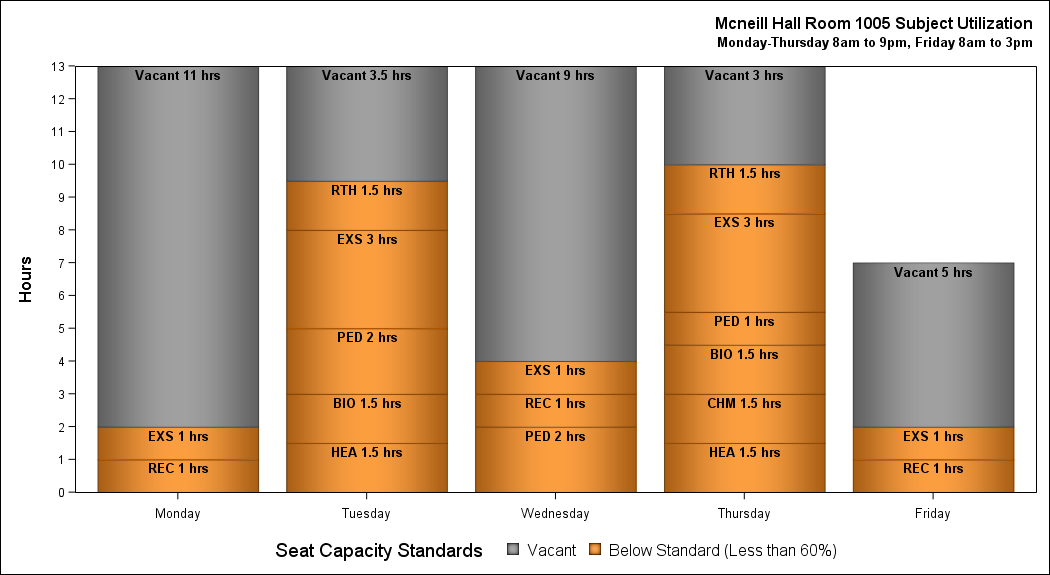 Mcneill Hall Room 1005 Subject Utilization
Monday-Thursday 8am to 9pm, Friday 8am to 3pm
Hours
13
12
11
10
9
8
7
6
5
4
3
2
1
0
Vacant 11 hrs
EXS 1 hrs
REC 1 hrs
Vacant 3.5 hrs
RTH 1.5 hrs
EXS 3 hrs
PED 2 hrs
BIO 1.5 hrs
HEA 1.5 hrs
Vacant 9 hrs
EXS 1 hrs
REC 1 hrs
PED 2 hrs
Vacant 3 hrs
RTH 1.5 hrs
EXS 3 hrs
PED 1 hrs
BIO 1.5 hrs
CHM 1.5 hrs
HEA 1.5 hrs
Vacant 5 hrs
EXS 1 hrs
REC 1 hrs
Monday Tuesday Wednesday Thursday Friday
Seat Capacity Standards Vacant Below Standard (Less than 60%)